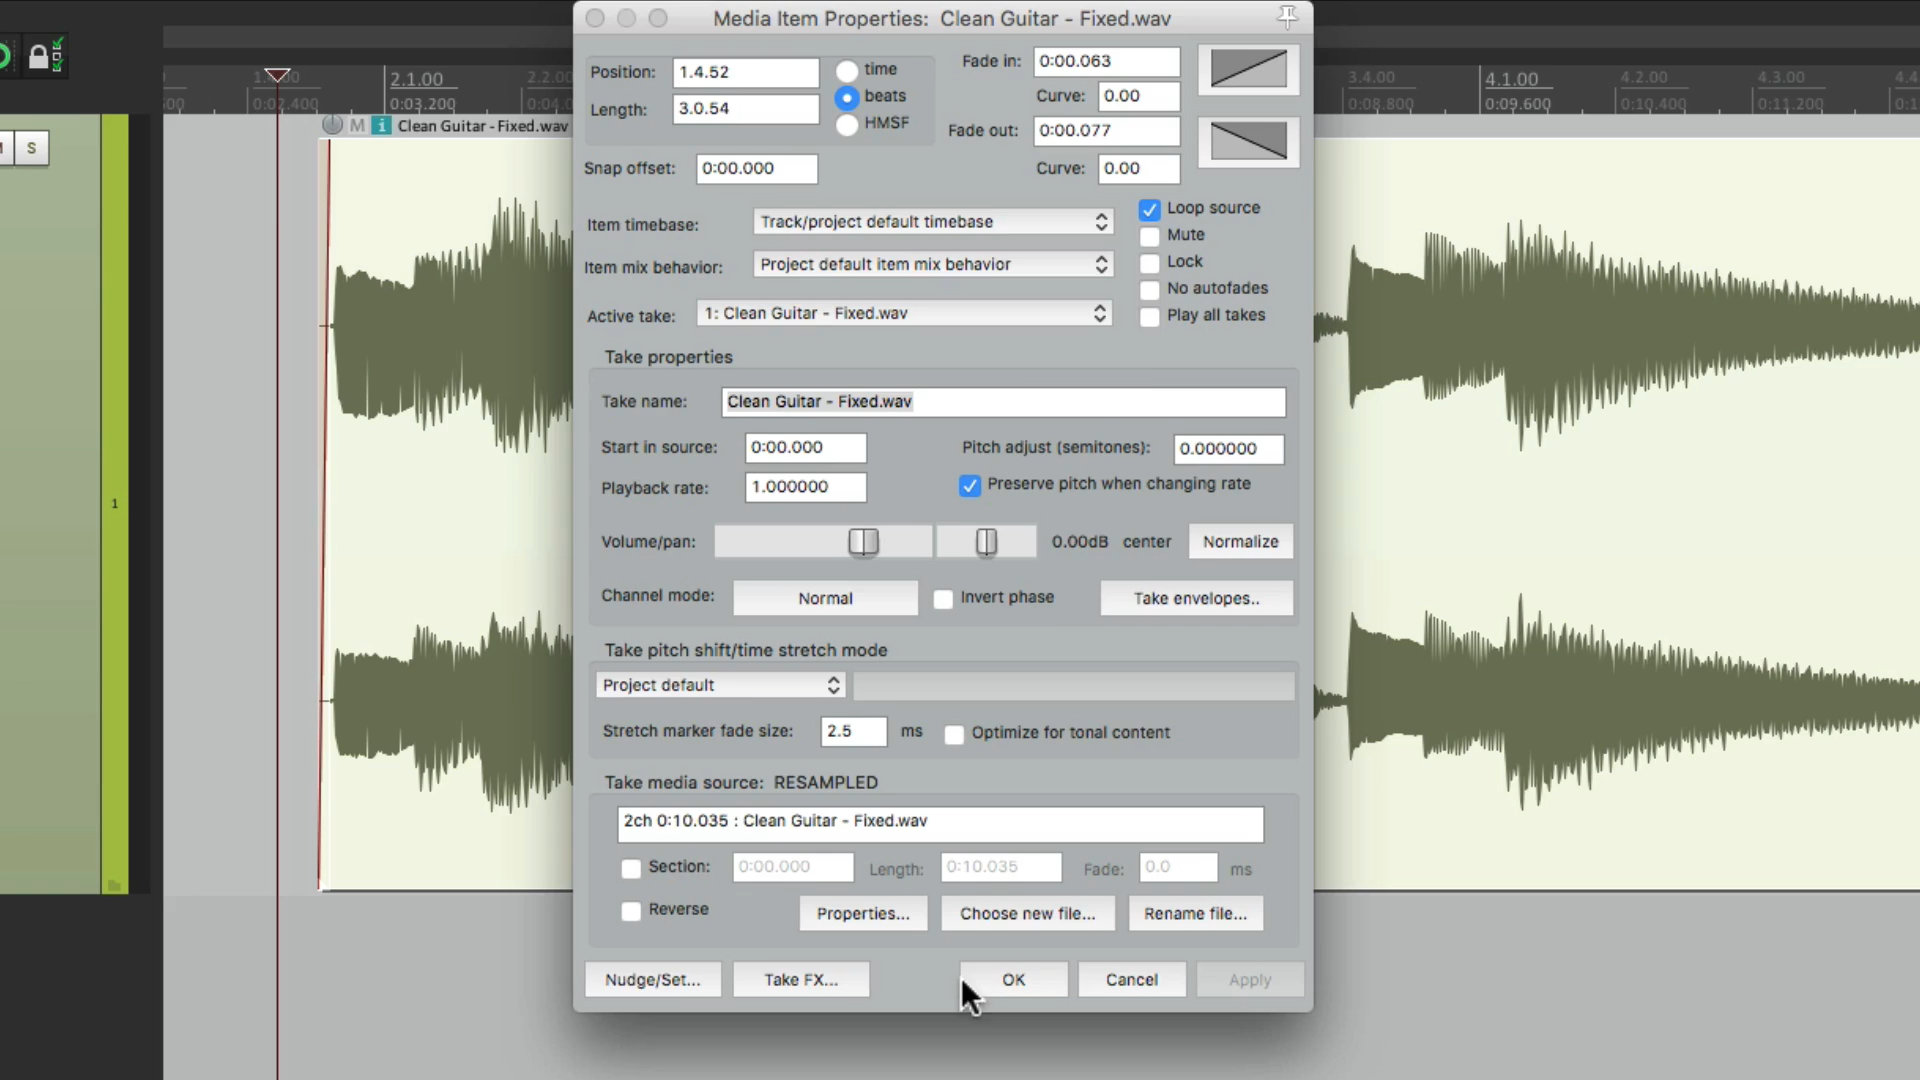 Media Item Properties: Clean Guitar - Fixed.wav
Position: 1.4.52
time
Fade in: 0:00.063
Length: 3.0.54
beats
Curve: 0.00
HMSF
Fade out: 0:00.077
Snap offset: 0:00.000
Curve: 0.00
2.1.00
0:02.400
0:03.200
3.4.00
4.1.00
4.2.00
4.3.00
0:08.800
0:09.600
0:10.400
0:11.200
M
i
Clean Guitar - Fixed.wav
S
1
Item timebase: Track/project default timebase
Loop source
Mute
Item mix behavior: Project default item mix behavior
Lock
No autofades
Active take: 1: Clean Guitar - Fixed.wav
Play all takes
Take properties
Take name: Clean Guitar - Fixed.wav
Start in source: 0:00.000
Pitch adjust (semitones): 0.000000
Playback rate: 1.000000
Preserve pitch when changing rate
Volume/pan:
0.00dB center
Normalize
Channel mode: Normal
Invert phase
Take envelopes..
Take pitch shift/time stretch mode
Project default
Stretch marker fade size: 2.5 ms
Optimize for tonal content
Take media source: RESAMPLED
2ch 0:10.035 : Clean Guitar - Fixed.wav
Section: 0:00.000 Length: 0:10.035 Fade: 0.0 ms
Reverse
Properties...
Choose new file...
Rename file...
Nudge/Set...
Take FX...
OK
Cancel
Apply